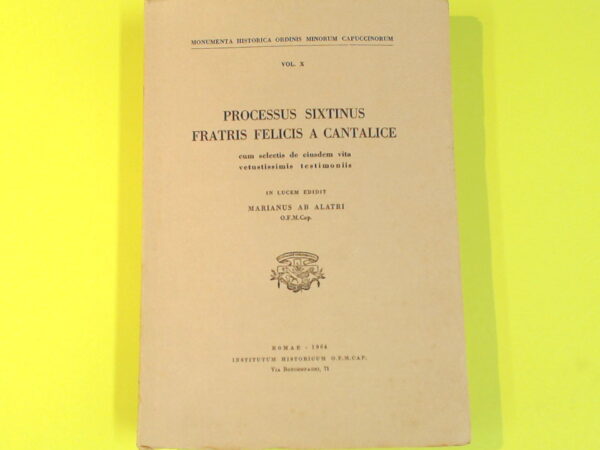 MONUMENTA HISTORICA ORDINIS MINORUM CAPUCCINORUM
VOL. X
PROCESSUS SIXTINUS
FRATRIS FELICIS A CANTALICE
cum selectis de eiusdem vita
vetustissimis testimoniis
IN LUCEM EDIDIT
MARIANUS AB ALATRI
O.F.M.Cap.
ROMAE - 1964
INSTITUTUM HISTORICUM O.F.M.CAP.
VIA BONCOMPAGNI, 71